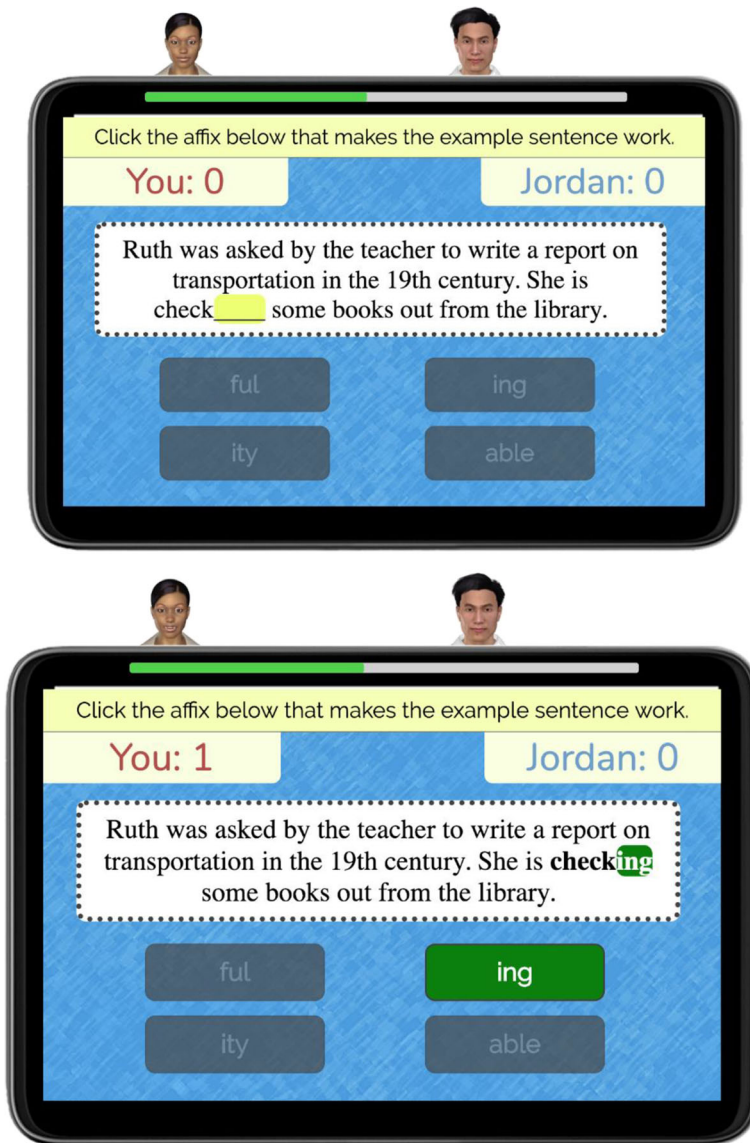 Click the affix below that makes the example sentence work.
You: 0
Jordan: 0
Ruth was asked by the teacher to write a report on
transportation in the 19th century. She is
check____ some books out from the library.
ful
ing
ity
able
Click the affix below that makes the example sentence work.
You: 1
Jordan: 0
Ruth was asked by the teacher to write a report on
transportation in the 19th century. She is checking
some books out from the library.
ful
ing
ity
able